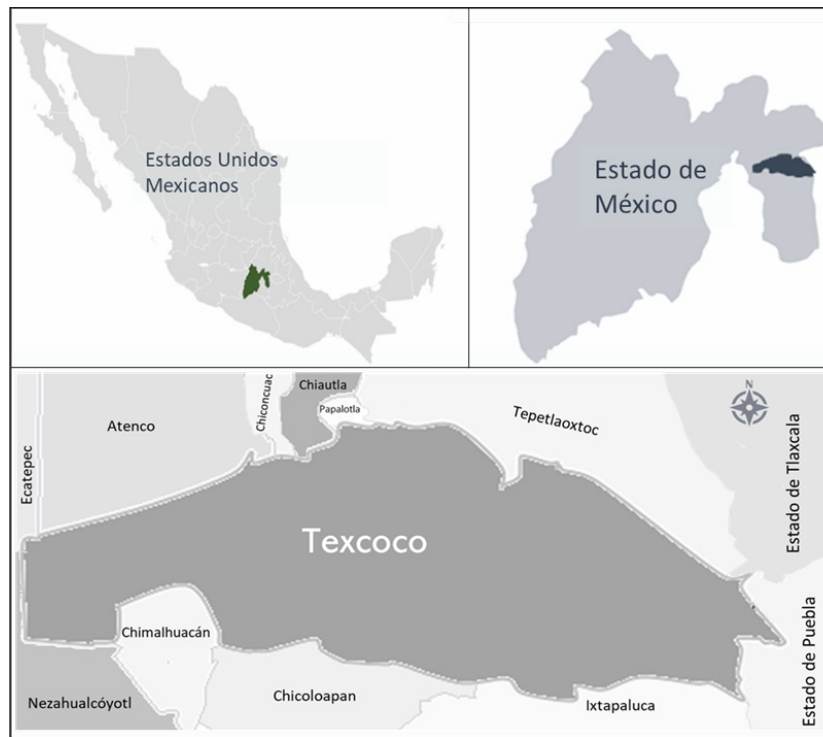 Estados Unidos
Mexicanos
Estado de
México
N
Ecatepec
Atenco
Chiconcuac
Chiautla
Papalotla
Tepetlaoxtoc
Estado de Tlaxcala
Texcoco
Chimalhuacán
Nezahualcóyotl
Chicoloapan
Ixtapaluca
Estado de Puebla